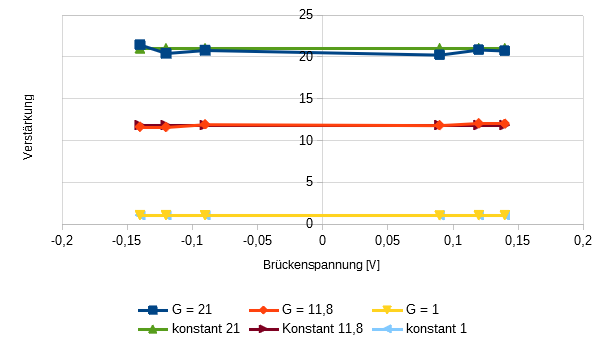 25
20
15
10
5
0
Verstärkung
-0,2 -0,15 -0,1 -0,05 0 0,05 0,1 0,15 0,2
Brückenspannung [V]
G = 21 G = 11,8 G = 1
konstant 21 Konstant 11,8 konstant 1